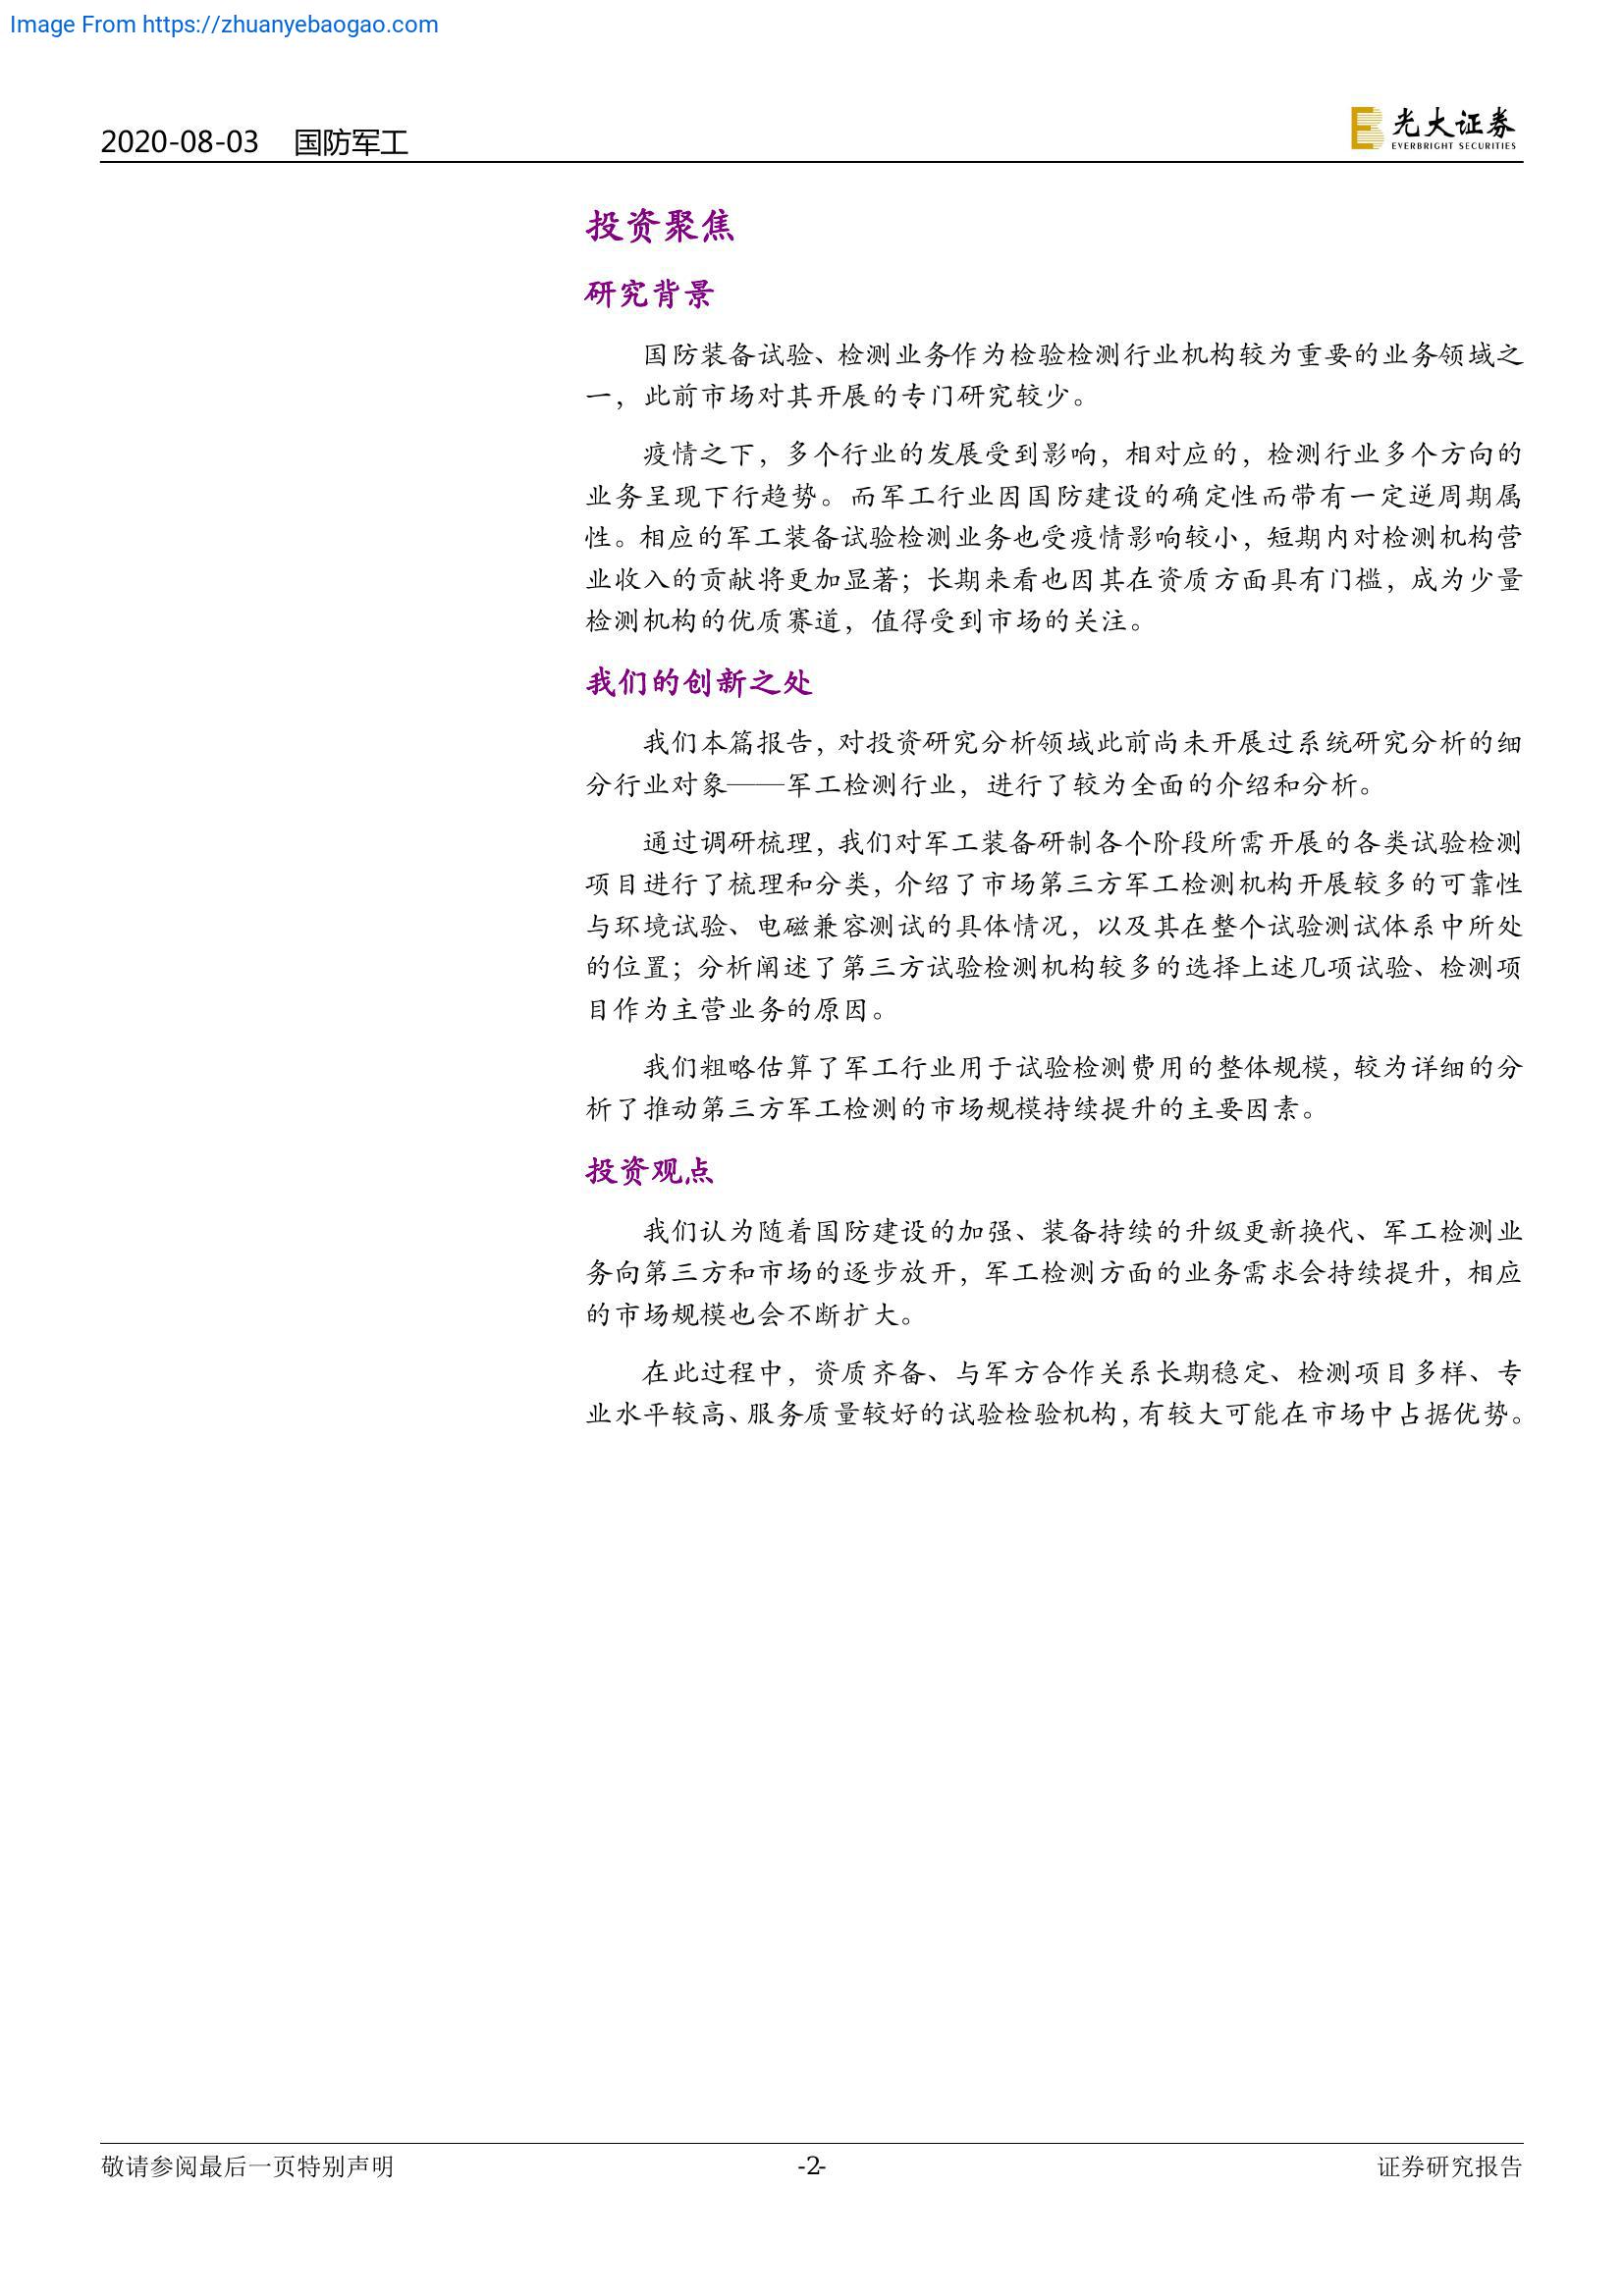 Image From https://zhuanyebaogao.com
2020-08-03 国防军工
光大证券
EVERBRIGHT SECURITIES
投资聚焦
研究背景
国防装备试验、检测业务作为检验检测行业机构较为重要的业务领域之
一，此前市场对其开展的专门研究较少。
疫情之下，多个行业的发展受到影响，相对应的，检测行业多个方向的
业务呈现下行趋势。而军工行业因国防建设的确定性而带有一定逆周期属
性。相应的军工装备试验检测业务也受疫情影响较小，短期内对检测机构营
业收入的贡献将更加显著；长期来看也因其在资质方面具有门槛，成为少量
检测机构的优质赛道，值得受到市场的关注。
我们的创新之处
我们本篇报告，对投资研究分析领域此前尚未开展过系统研究分析的细
分行业对象——军工检测行业，进行了较为全面的介绍和分析。
通过调研梳理，我们对军工装备研制各个阶段所需开展的各类试验检测
项目进行了梳理和分类，介绍了市场第三方军工检测机构开展较多的可靠性
与环境试验、电磁兼容测试的具体情况，以及其在整个试验测试体系中所处
的位置；分析阐述了第三方试验检测机构较多的选择上述几项试验、检测项
目作为主营业务的原因。
我们粗略估算了军工行业用于试验检测费用的整体规模，较为详细的分
析了推动第三方军工检测的市场规模持续提升的主要因素。
投资观点
我们认为随着国防建设的加强、装备持续的升级更新换代、军工检测业
务向第三方和市场的逐步放开，军工检测方面的业务需求会持续提升，相应
的市场规模也会不断扩大。
在此过程中，资质齐备、与军方合作关系长期稳定、检测项目多样、专
业水平较高、服务质量较好的试验检验机构，有较大可能在市场中占据优势。
敬请参阅最后一页特别声明
-2-
证券研究报告